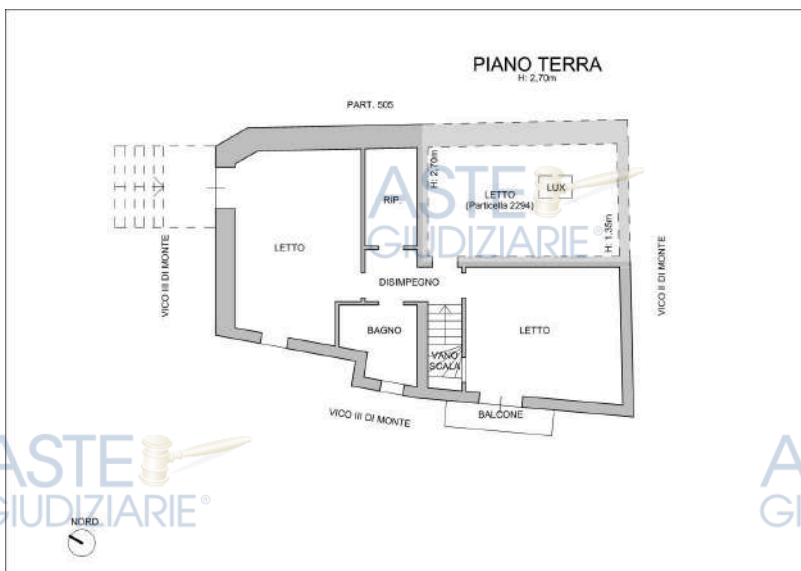 PIANO TERRA
H: 2,70m
PART. 505
H: 2,70m
LETTO
(Particella 2294)
LUX
H: 1,35m
RIP.
VICO III DI MONTE
LETTO
VICO II DI MONTE
DISIMPEGNO
BAGNO
LETTO
VANO
SCALA
VICO III DI MONTE
BALCONE
NORD
ASTE
GIUDIZIARIE®
ASTE
GIUDIZIARIE®
A
GI